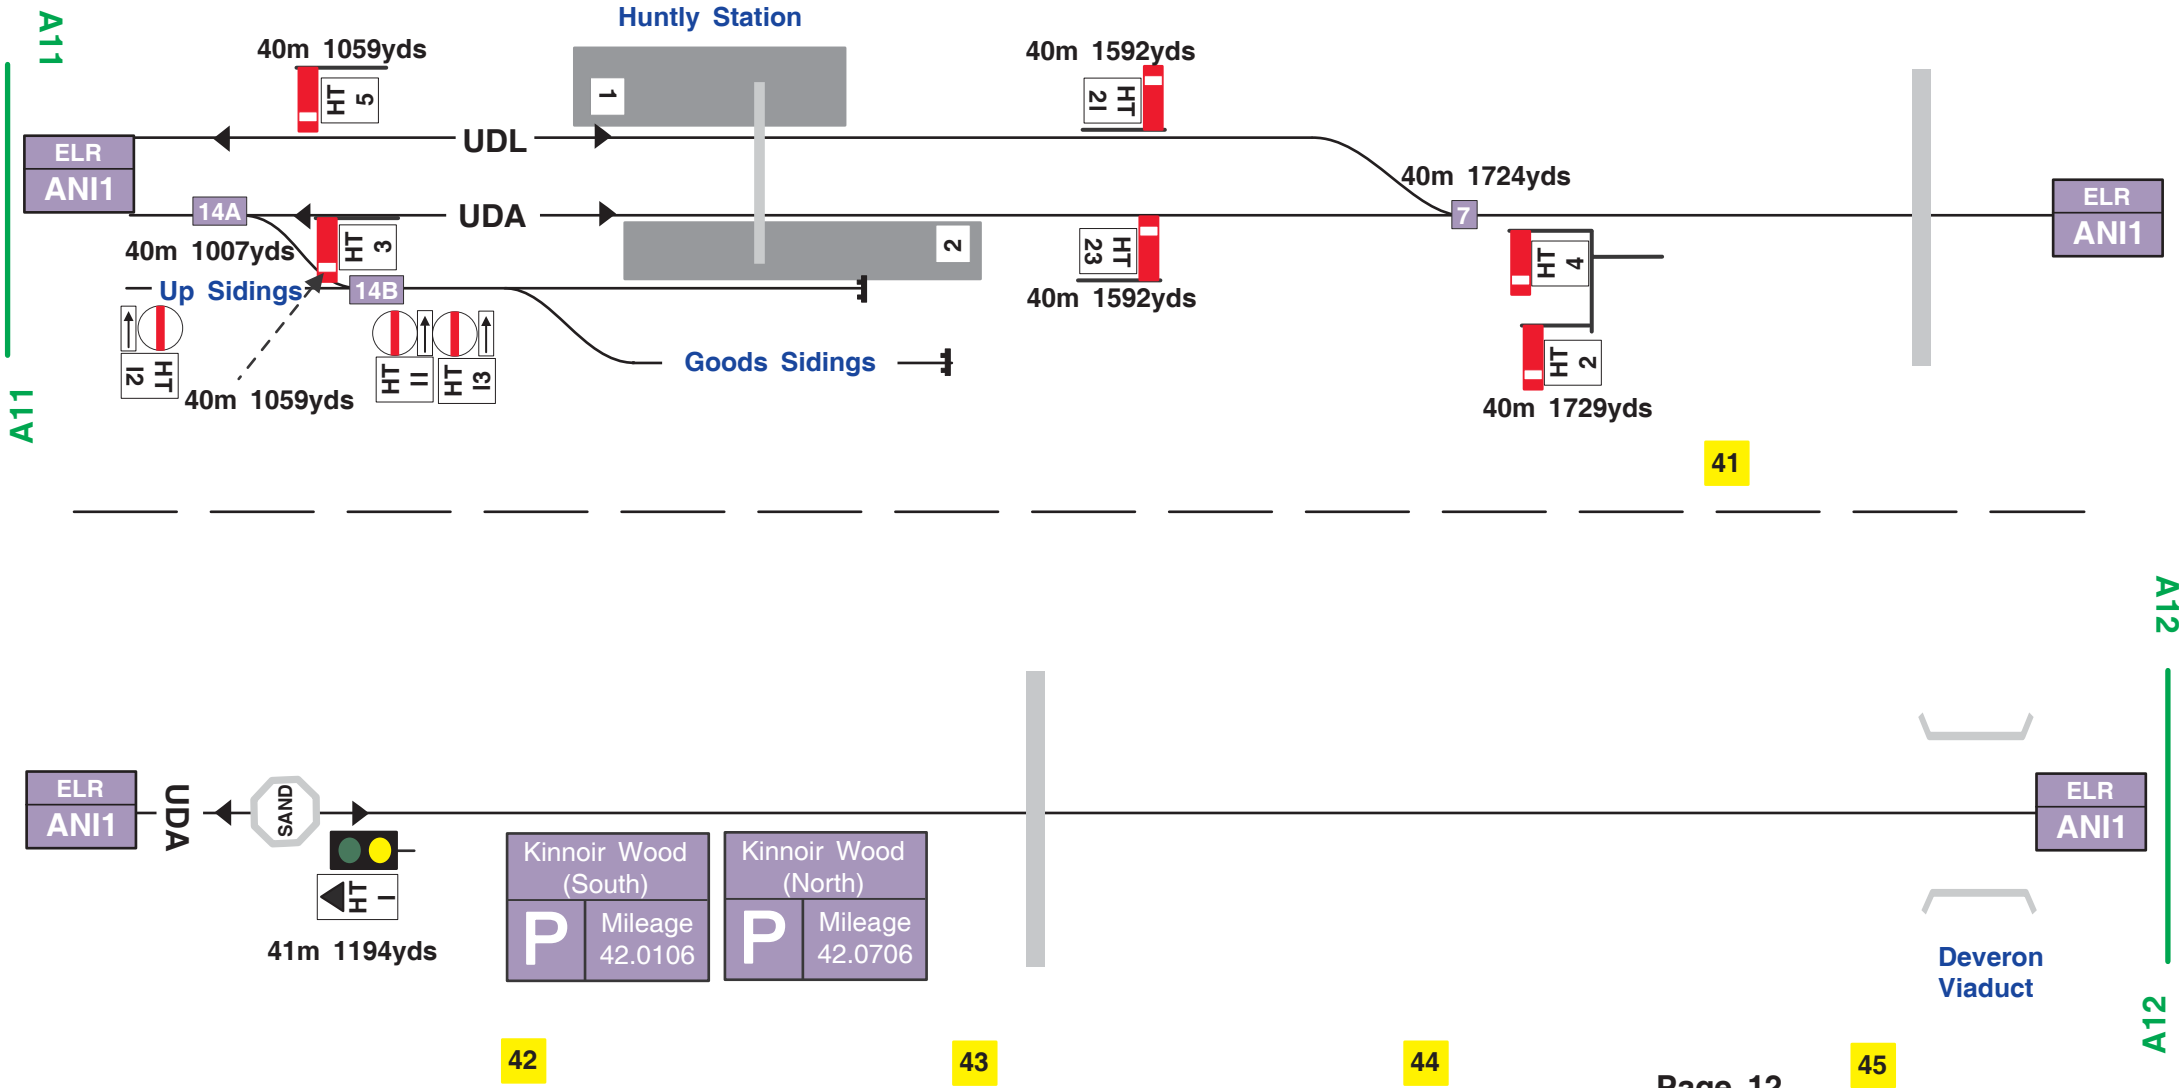 A11
Huntly Station
40m 1059yds
40m 1592yds
HT
5
1
HT
21
ELR
ANI1
UDL
40m 1724yds
ELR
ANI1
14A
UDA
7
40m 1007yds
HT
3
2
HT
23
HT
4
Up Sidings
14B
40m 1592yds
HT
12
HT
11
HT
13
Goods Sidings
HT
2
40m 1059yds
40m 1729yds
A11
41
A12
ELR
ANI1
UDA
SAND
ELR
ANI1
HT
1
41m 1194yds
Kinnoir Wood
(South)
P
Mileage
42.0106
Kinnoir Wood
(North)
P
Mileage
42.0706
Deveron
Viaduct
A12
42
43
44
45
Page 12